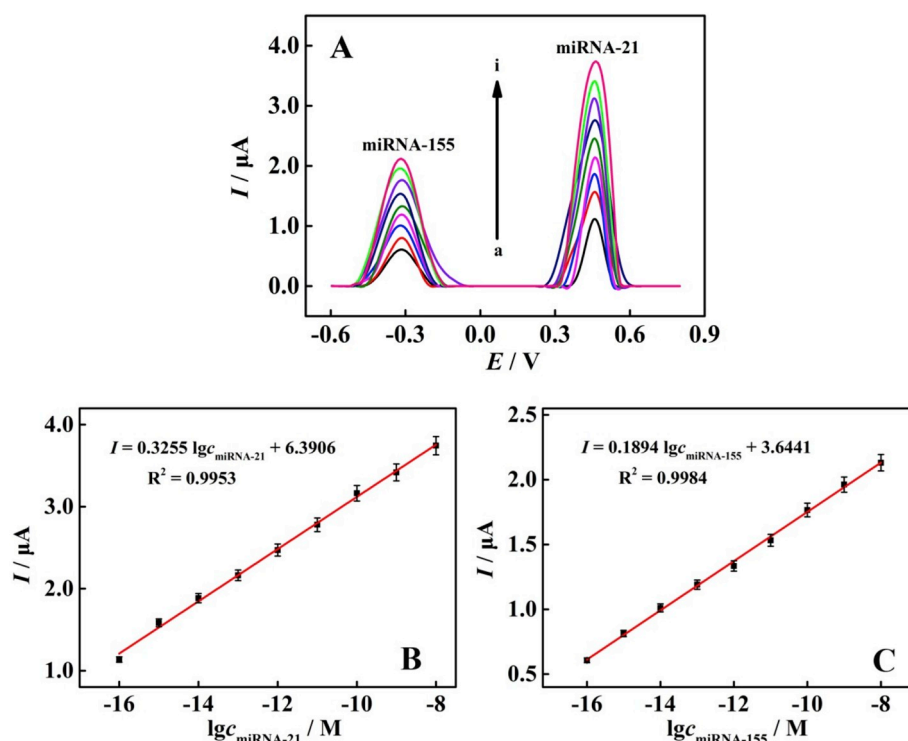 A
miRNA-21
miRNA-155
i
a
I / μA
4.0
3.0
2.0
1.0
0.0
-0.6 -0.3 0.0 0.3 0.6 0.9
E / V
B
I = 0.3255 lgc miRNA-21 + 6.3906
R² = 0.9953
I / μA
4.0
3.0
2.0
1.0
-16 -14 -12 -10 -8
lgc miRNA-21 / M
C
I = 0.1894 lgc miRNA-155 + 3.6441
R² = 0.9984
I / μA
2.5
2.0
1.5
1.0
0.5
-16 -14 -12 -10 -8
lgc miRNA-155 / M